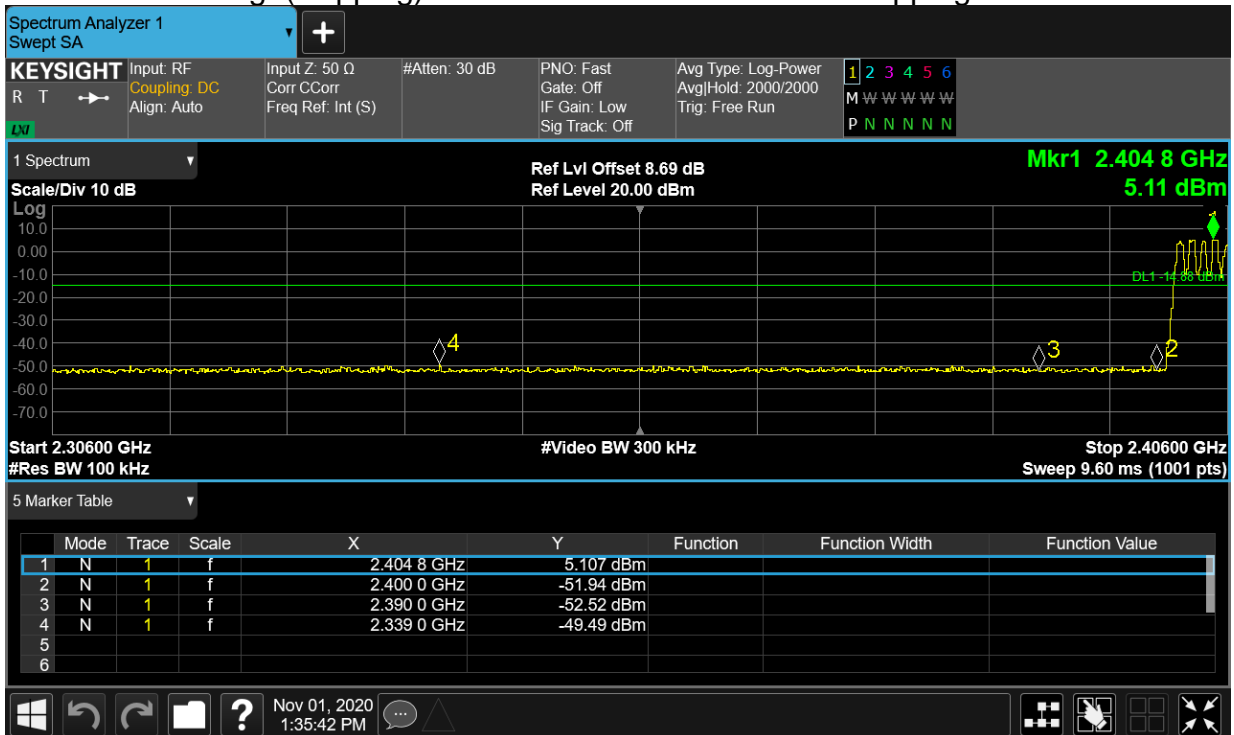 Spectrum Analyzer 1
Swept SA
+
KEYSIGHT
R T
LXI
Input: RF
Coupling: DC
Align: Auto
Input Z: 50 Ω
Corr CCorr
Freq Ref: Int (S)
#Atten: 30 dB
PNO: Fast
Gate: Off
IF Gain: Low
Sig Track: Off
Avg Type: Log-Power
Avg|Hold: 2000/2000
Trig: Free Run
1 2 3 4 5 6
M W W W W W
P N N N N N
1 Spectrum
Scale/Div 10 dB
Ref Lvl Offset 8.69 dB
Ref Level 20.00 dBm
Mkr1 2.404 8 GHz
5.11 dBm
Log
10.0
0.00
-10.0
-20.0
-30.0
-40.0
-50.0
-60.0
-70.0
DL1 -14.88 dBm
1
4
3
2
Start 2.30600 GHz
#Video BW 300 kHz
Stop 2.40600 GHz
#Res BW 100 kHz
Sweep 9.60 ms (1001 pts)
5 Marker Table
Mode Trace Scale X Y Function Function Width Function Value
1 N 1 f 2.404 8 GHz 5.107 dBm
2 N 1 f 2.400 0 GHz -51.94 dBm
3 N 1 f 2.390 0 GHz -52.52 dBm
4 N 1 f 2.339 0 GHz -49.49 dBm
5
6
?
Nov 01, 2020
1:35:42 PM